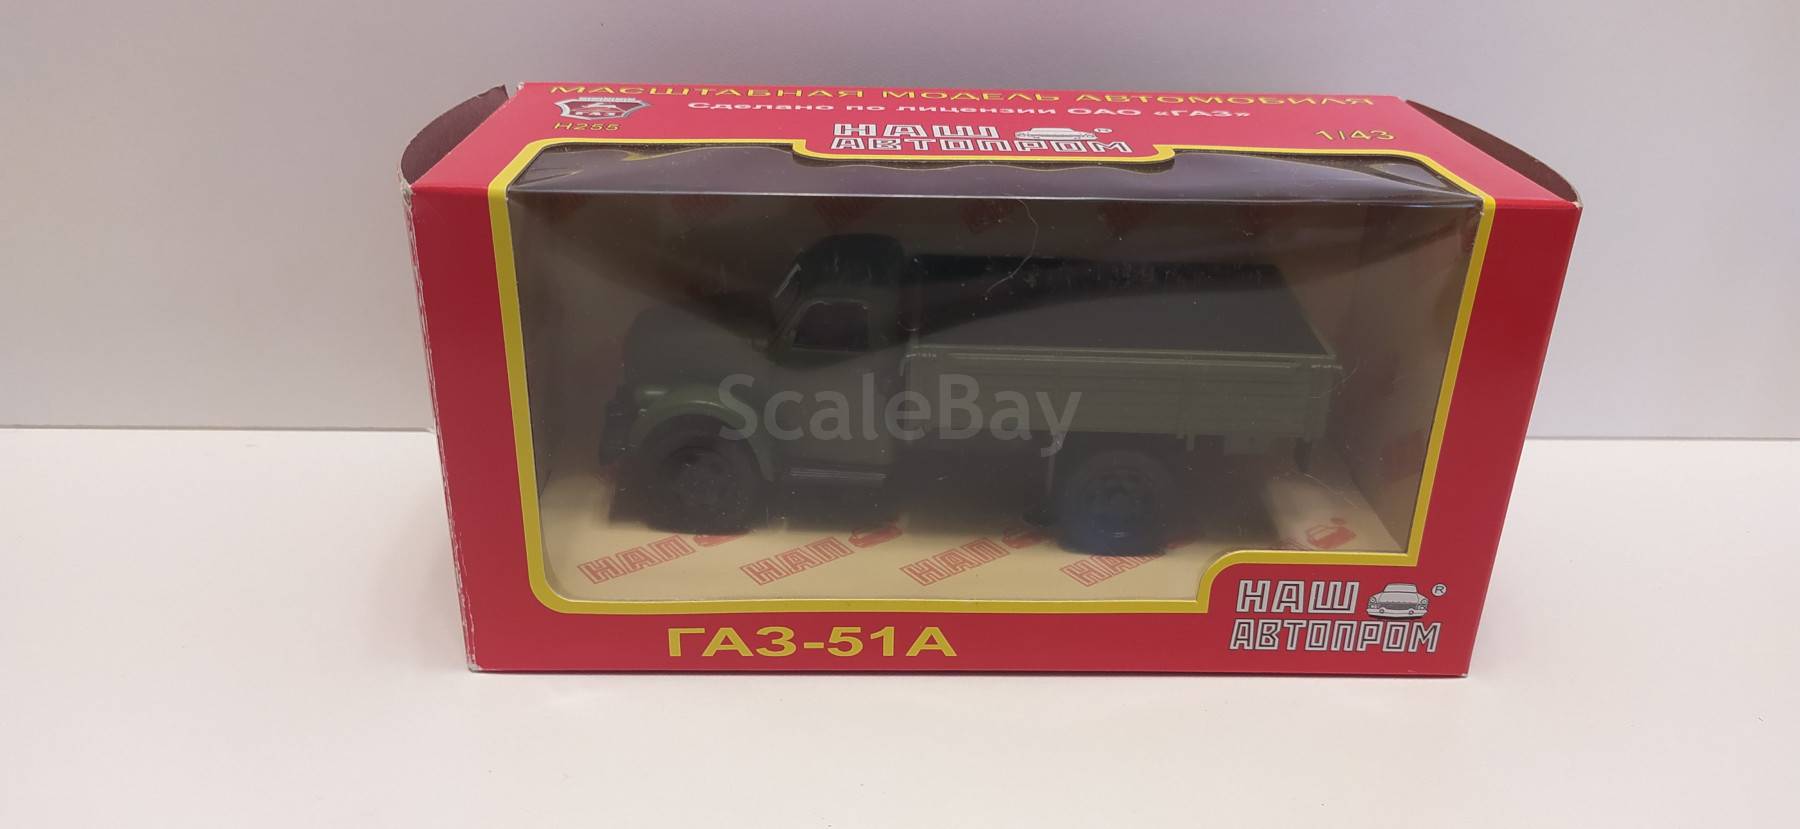 МАСШТАБНАЯ МОДЕЛЬ АВТОМОБИЛЯ
Сделано по лицензии ОАО «ГАЗ»
ГАЗ
Н255
НАШ
АВТОПРОМ
1/43
ScaleBay
НАП НАП НАП НАП
ГАЗ-51А
НАШ
АВТОПРОМ